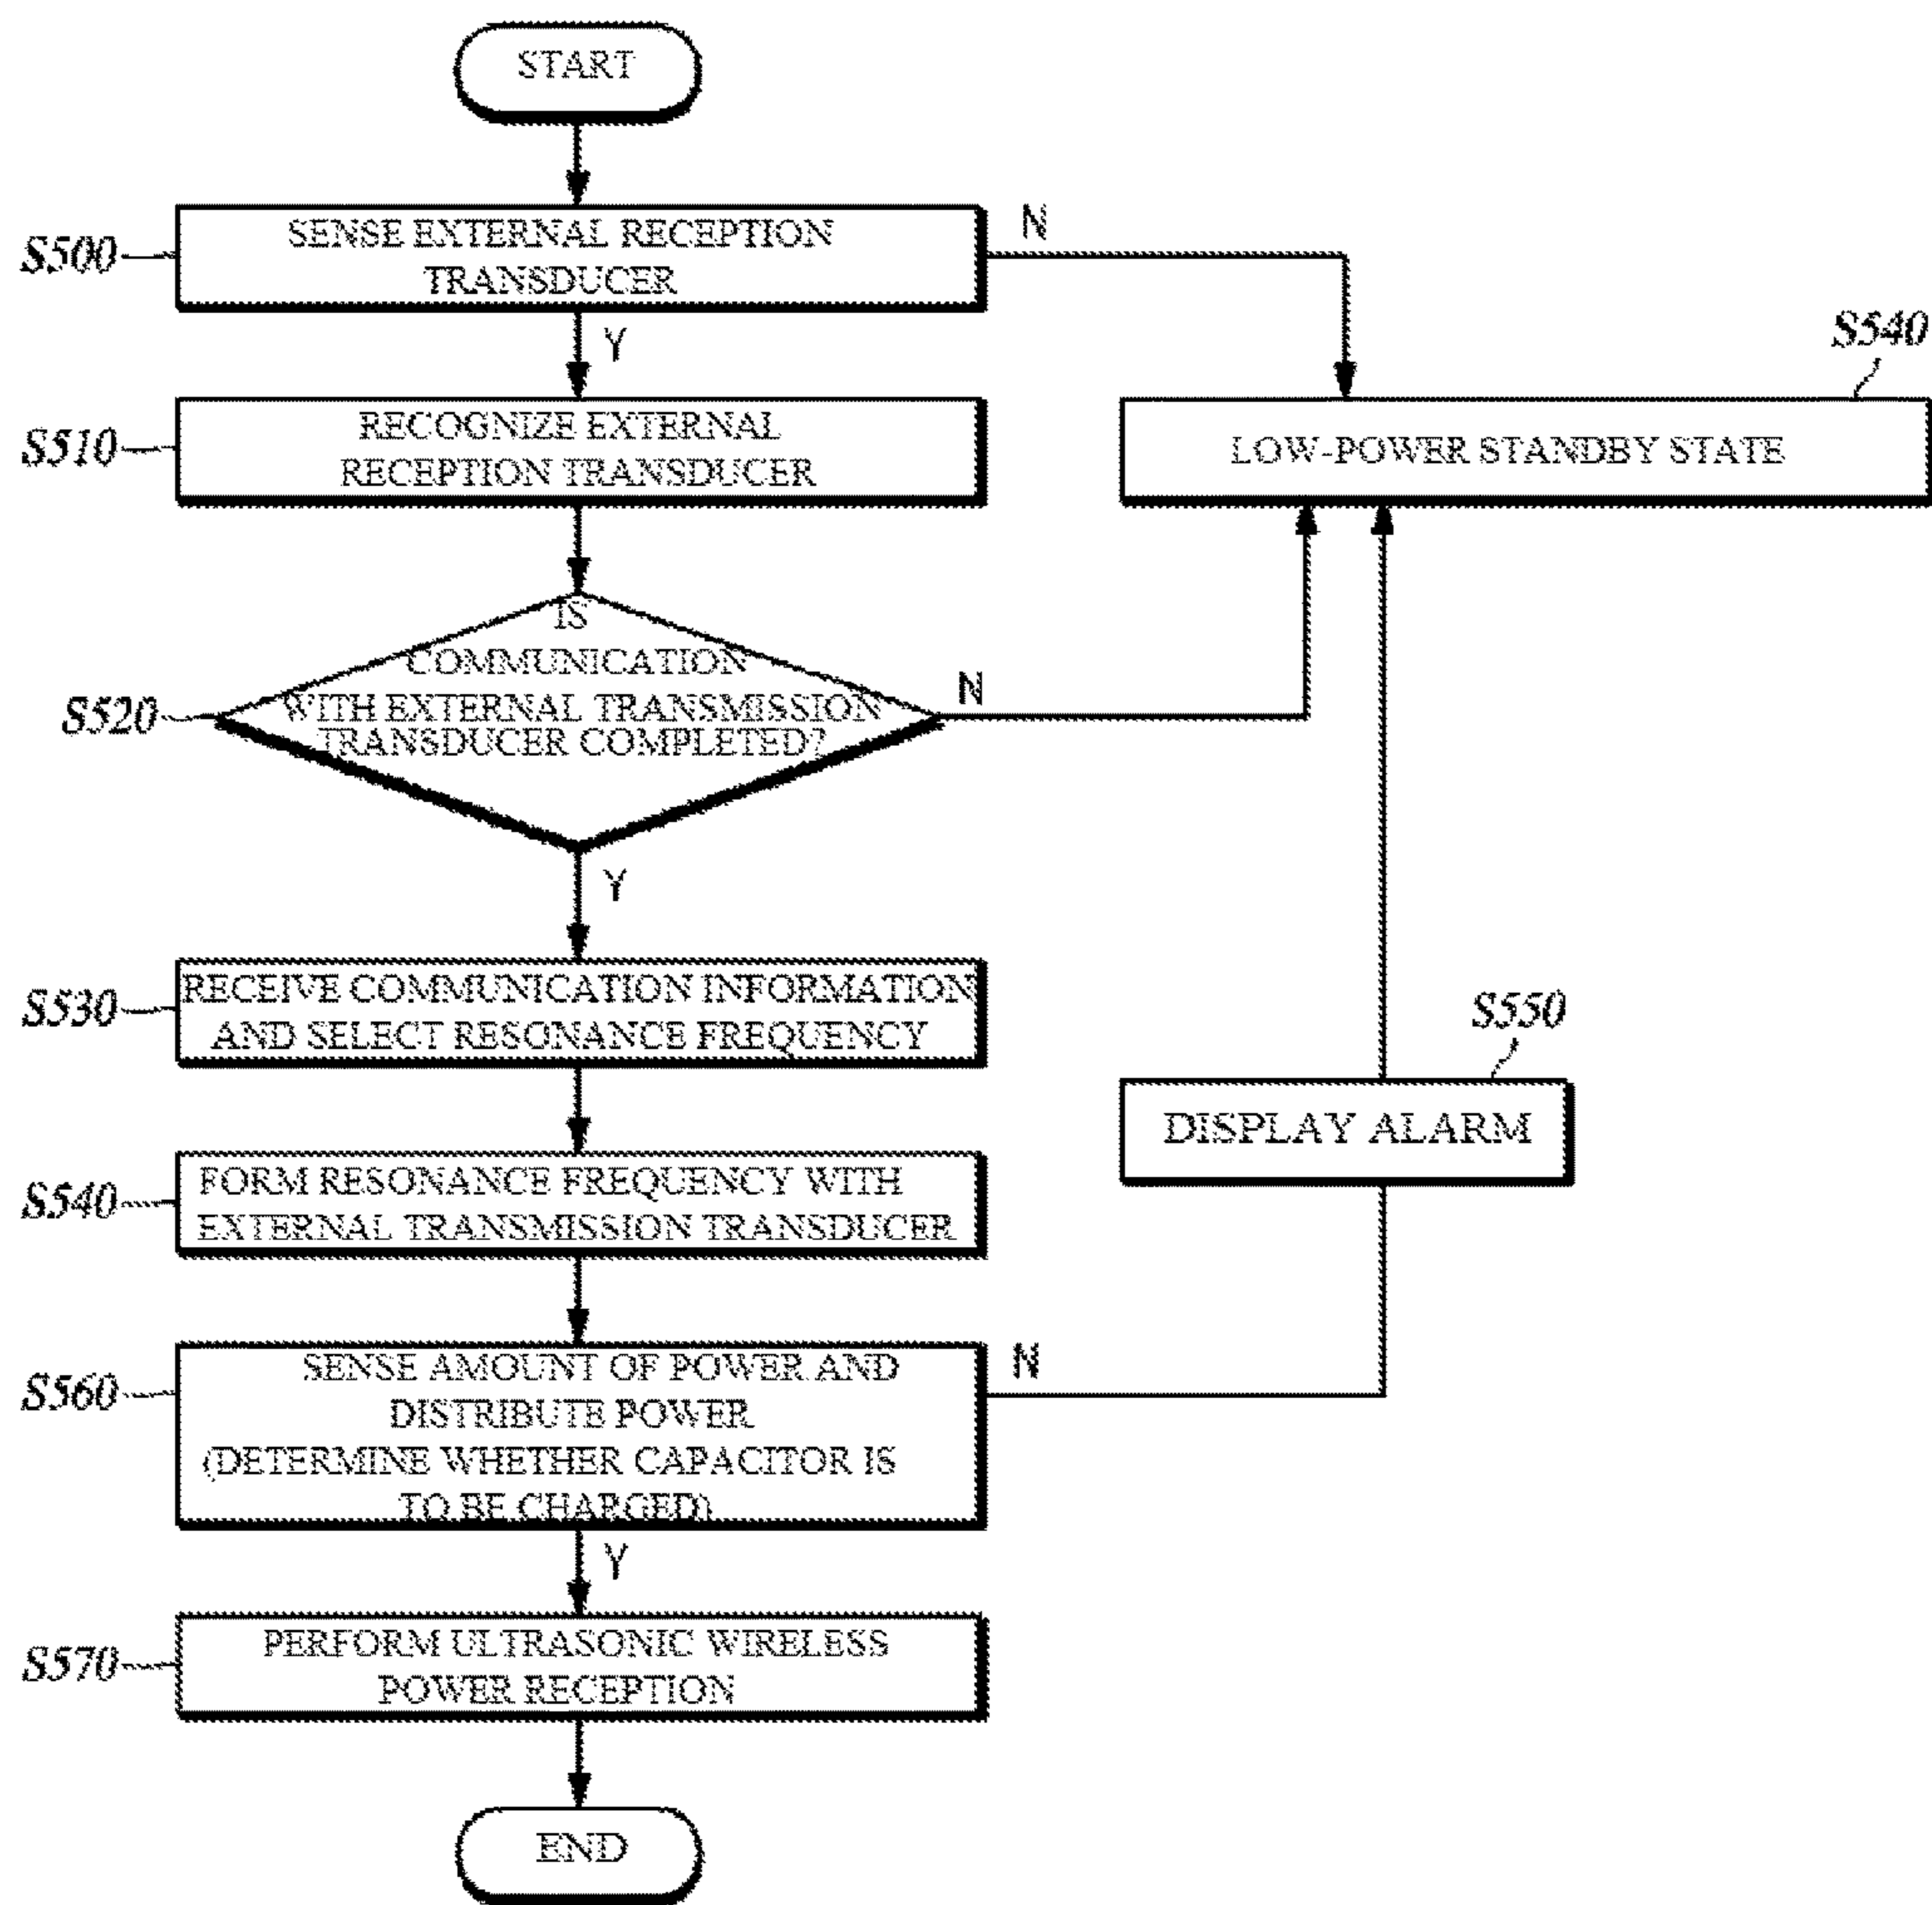 START
S500
SENSE EXTERNAL RECEPTION
TRANSDUCER
N
Y
S510
RECOGNIZE EXTERNAL
RECEPTION TRANSDUCER
S540
LOW-POWER STANDBY STATE
S520
IS
COMMUNICATION
WITH EXTERNAL TRANSMISSION
TRANSDUCER COMPLETED?
N
Y
S530
RECEIVE COMMUNICATION INFORMATION
AND SELECT RESONANCE FREQUENCY
S550
DISPLAY ALARM
S540
FORM RESONANCE FREQUENCY WITH
EXTERNAL TRANSMISSION TRANSDUCER
S560
SENSE AMOUNT OF POWER AND
DISTRIBUTE POWER
(DETERMINE WHETHER CAPACITOR IS
TO BE CHARGED)
N
Y
S570
PERFORM ULTRASONIC WIRELESS
POWER RECEPTION
END